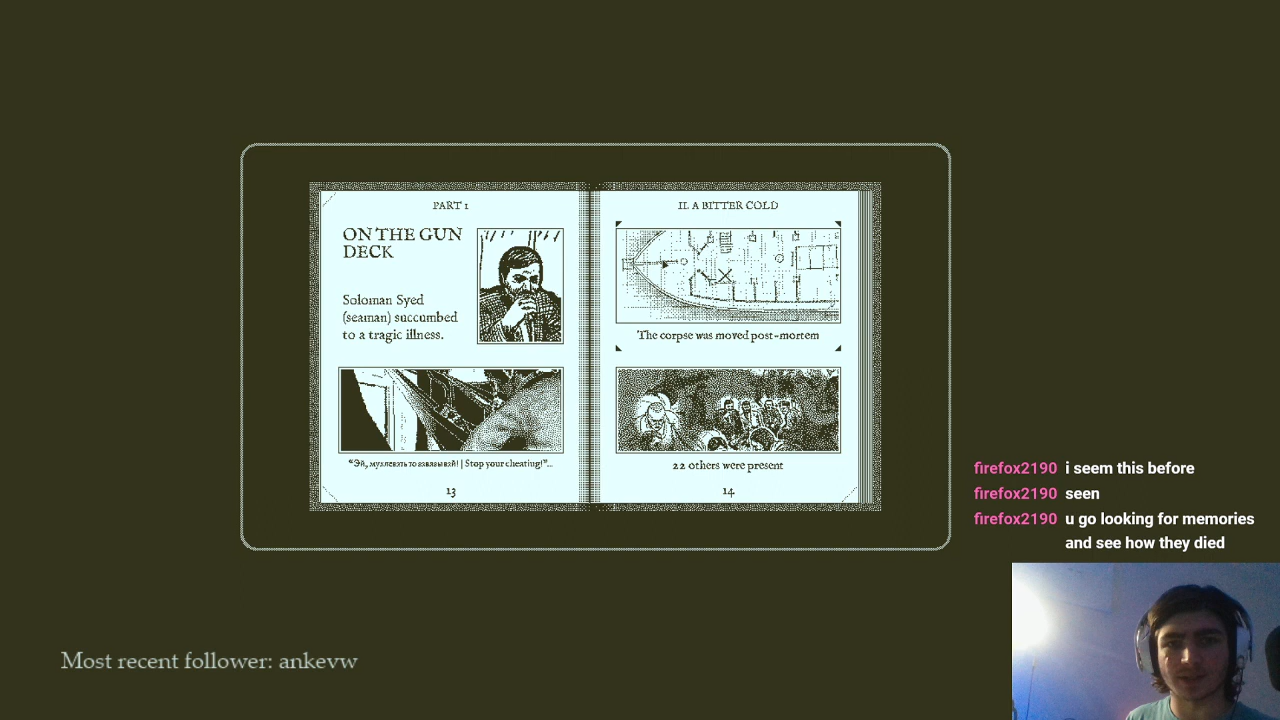 PART 1
ON THE GUN
DECK
Soloman Syed
(seaman) succumbed
to a tragic illness.
"Эй, мухлевать то завязывай! | Stop your cheating!"...
13
II. A BITTER COLD
The corpse was moved post-mortem
22 others were present
14
firefox2190 i seem this before
firefox2190 seen
firefox2190 u go looking for memories
and see how they died
Most recent follower: ankevw